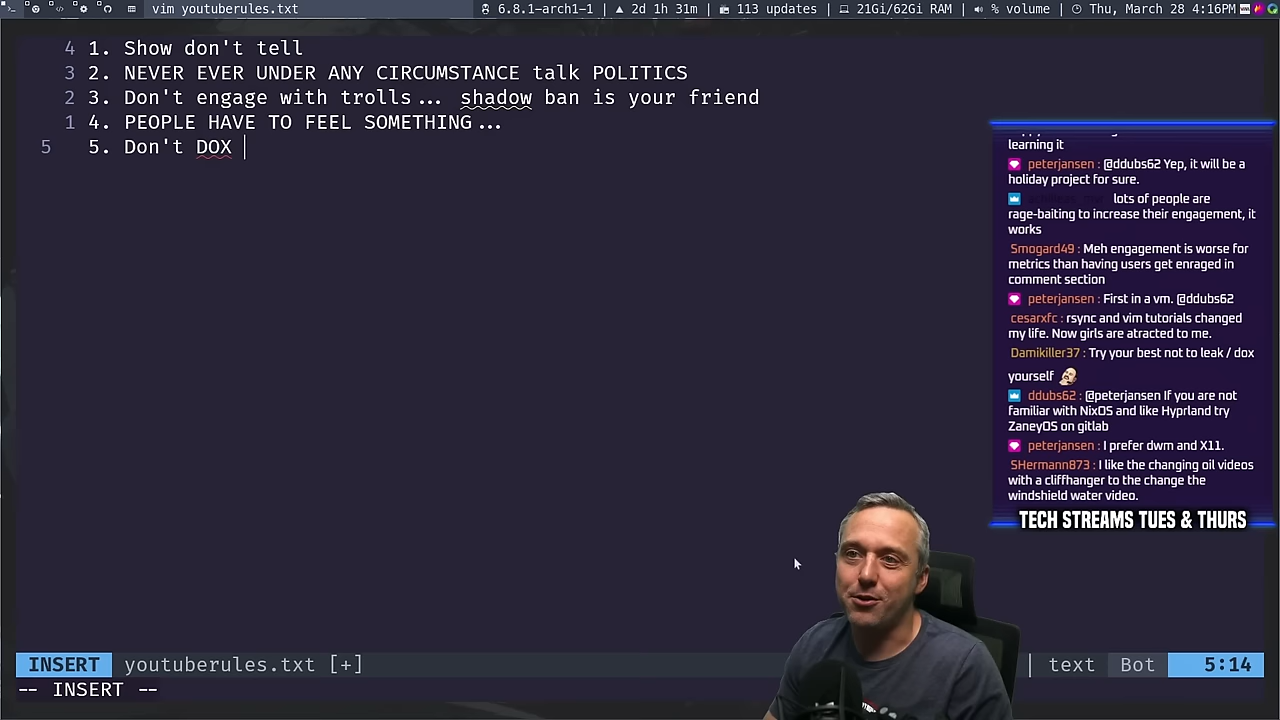 vim youtuberules.txt
6.8.1-arch1-1 | ▲ 2d 1h 31m | 113 updates | 21Gi/62Gi RAM | % volume | Thu, March 28 4:16PM
4 1. Show don't tell
3 2. NEVER EVER UNDER ANY CIRCUMSTANCE talk POLITICS
2 3. Don't engage with trolls... shadow ban is your friend
1 4. PEOPLE HAVE TO FEEL SOMETHING...
5 5. Don't DOX
learning it
peterjansen : @ddubs62 Yep, it will be a
holiday project for sure.
lots of people are
rage-baiting to increase their engagement, it
works
Smogard49 : Meh engagement is worse for
metrics than having users get enraged in
comment section
peterjansen : First in a vm. @ddubs62
cesarxfc : rsync and vim tutorials changed
my life. Now girls are atracted to me.
Damikiller37 : Try your best not to leak / dox
yourself
ddubs62 : @peterjansen If you are not
familiar with NixOS and like Hyprland try
ZaneyOS on gitlab
peterjansen : I prefer dwm and X11.
SHermann873 : I like the changing oil videos
with a cliffhanger to the change the
windshield water video.
TECH STREAMS TUES & THURS
INSERT youtuberules.txt [+] | text Bot 5:14
-- INSERT --